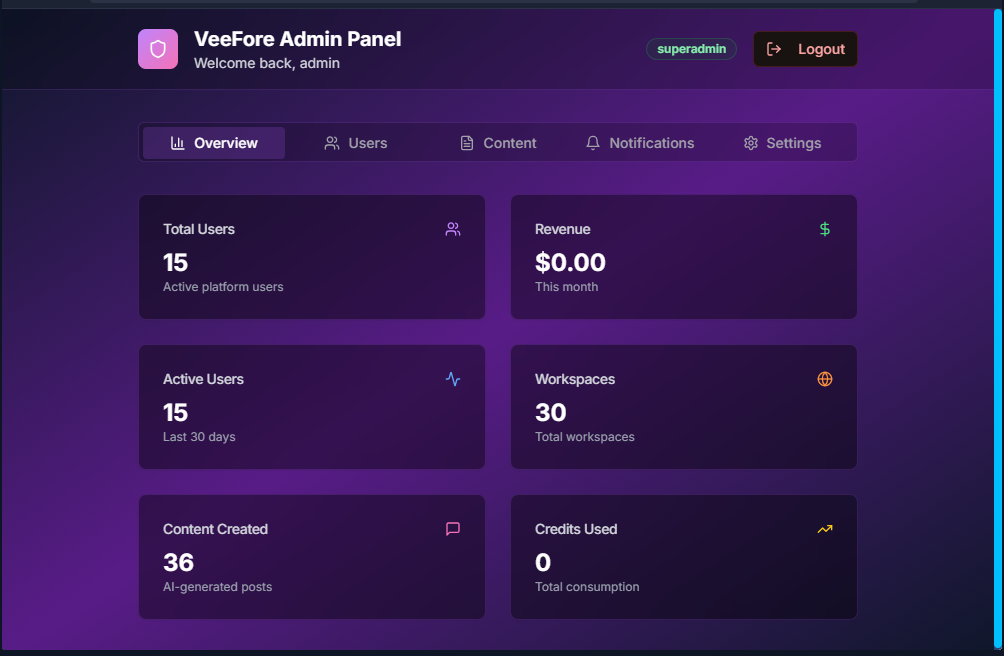 VeeFore Admin Panel
Welcome back, admin
superadmin
Logout
Overview
Users
Content
Notifications
Settings
Total Users
15
Active platform users
Revenue
$0.00
This month
Active Users
15
Last 30 days
Workspaces
30
Total workspaces
Content Created
36
AI-generated posts
Credits Used
0
Total consumption